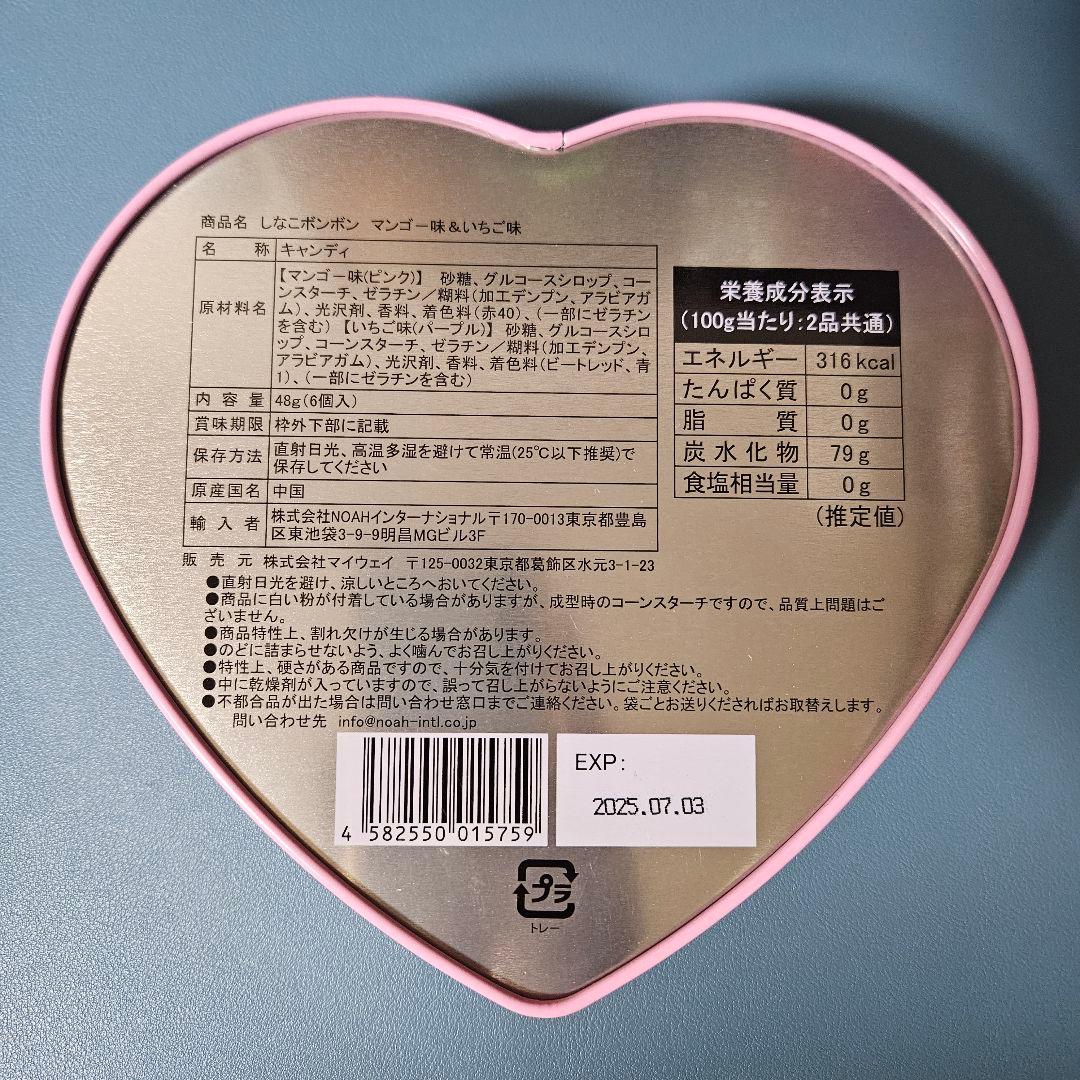 商品名 しなこボンボン マンゴー味&いちご味
名称 キャンディ
原材料名
【マンゴー味(ピンク)】 砂糖、グルコースシロップ、コー
ンスターチ、ゼラチン/糊料(加工デンプン、アラビアガ
ム)、光沢剤、香料、着色料(赤40)、(一部にゼラチン
を含む)【いちご味(パープル)】 砂糖、グルコースシロ
ップ、コーンスターチ、ゼラチン/糊料(加工デンプン、
アラビアガム)、光沢剤、香料、着色料(ビートレッド、青
1)、(一部にゼラチンを含む)
内容量 48g(6個入)
賞味期限 枠外下部に記載
保存方法 直射日光、高温多湿を避けて常温(25℃以下推奨)で
保存してください
原産国名 中国
輸入者 株式会社NOAHインターナショナル〒170-0013東京都豊島
区東池袋3-9-9明昌MGビル3F
販売元 株式会社マイウェイ 〒125-0032東京都葛飾区水元3-1-23
●直射日光を避け、涼しいところへおいてください。
●商品に白い粉が付着している場合がありますが、成型時のコーンスターチですので、品質上問題はご
ざいません。
●商品特性上、割れ欠けが生じる場合があります。
●のどに詰まらせないよう、よく噛んでお召し上がりください。
●特性上、硬さがある商品ですので、十分気を付けてお召し上がりください。
●中に乾燥剤が入っていますので、誤って召し上がらないようにご注意ください。
●不都合品が出た場合は問い合わせ窓口までご連絡ください。袋ごとお送りくださればお取替えします。
問い合わせ先 info@noah-intl.co.jp
栄養成分表示
(100g当たり:2品共通)
エネルギー 316kcal
たんぱく質 0g
脂質 0g
炭水化物 79g
食塩相当量 0g
(推定値)
4 582550 015759
EXP:
2025.07.03
プラ
トレー